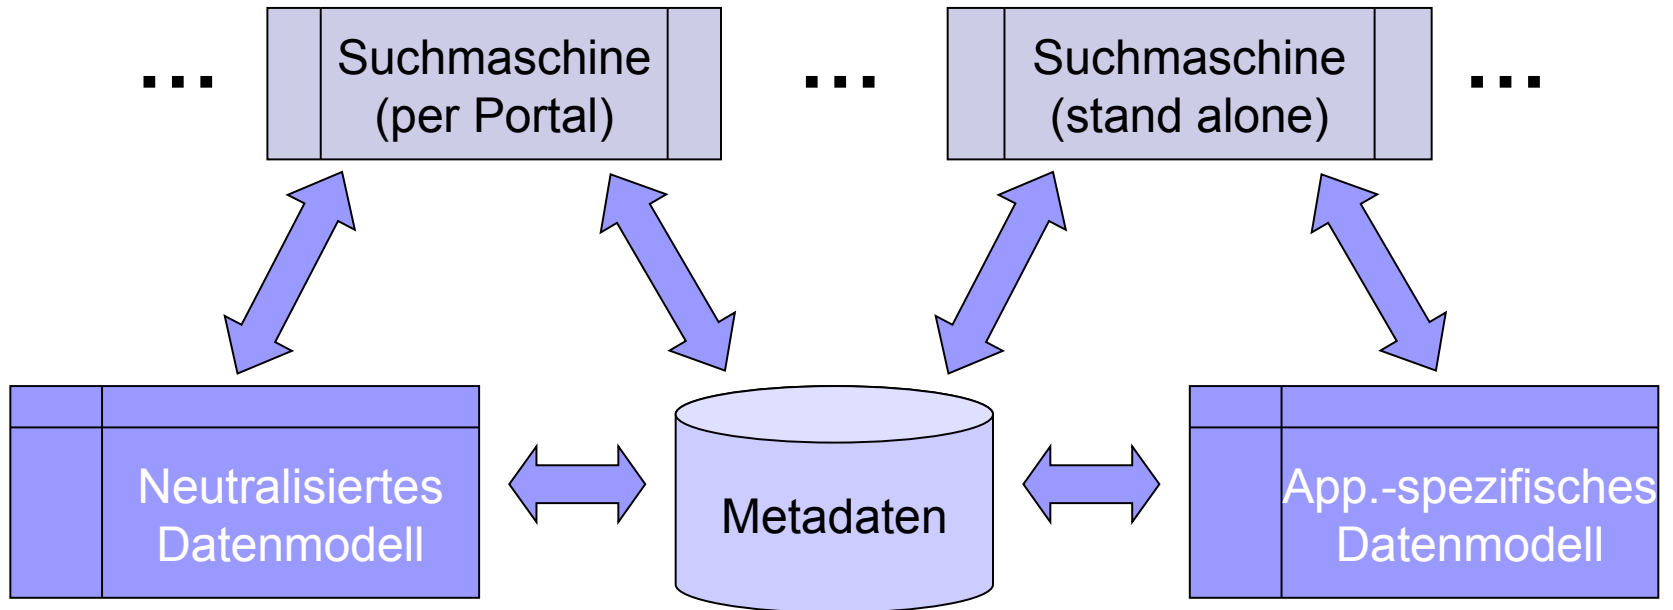 ... Suchmaschine ... Suchmaschine ...
(per Portal) (stand alone)
Neutralisiertes
Datenmodell
Metadaten
App.-spezifisches
Datenmodell